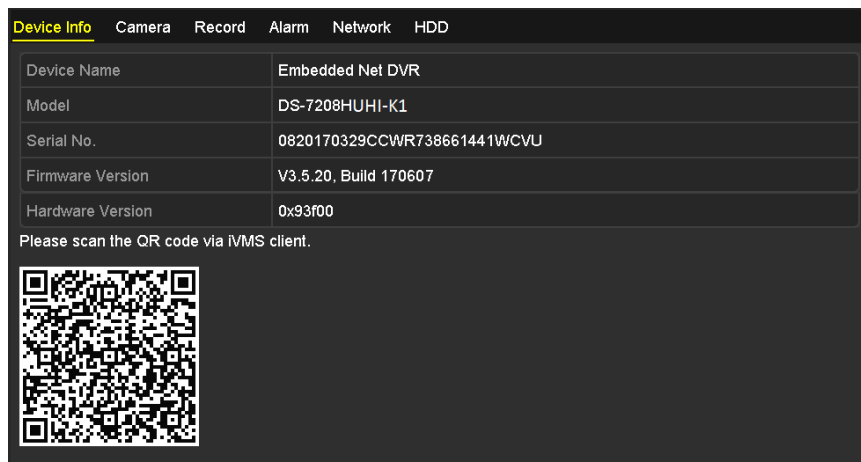 Device Info Camera Record Alarm Network HDD
Device Name Embedded Net DVR
Model DS-7208HUHI-K1
Serial No. 0820170329CCWR738661441WCVU
Firmware Version V3.5.20, Build 170607
Hardware Version 0x93f00
Please scan the QR code via iVMS client.